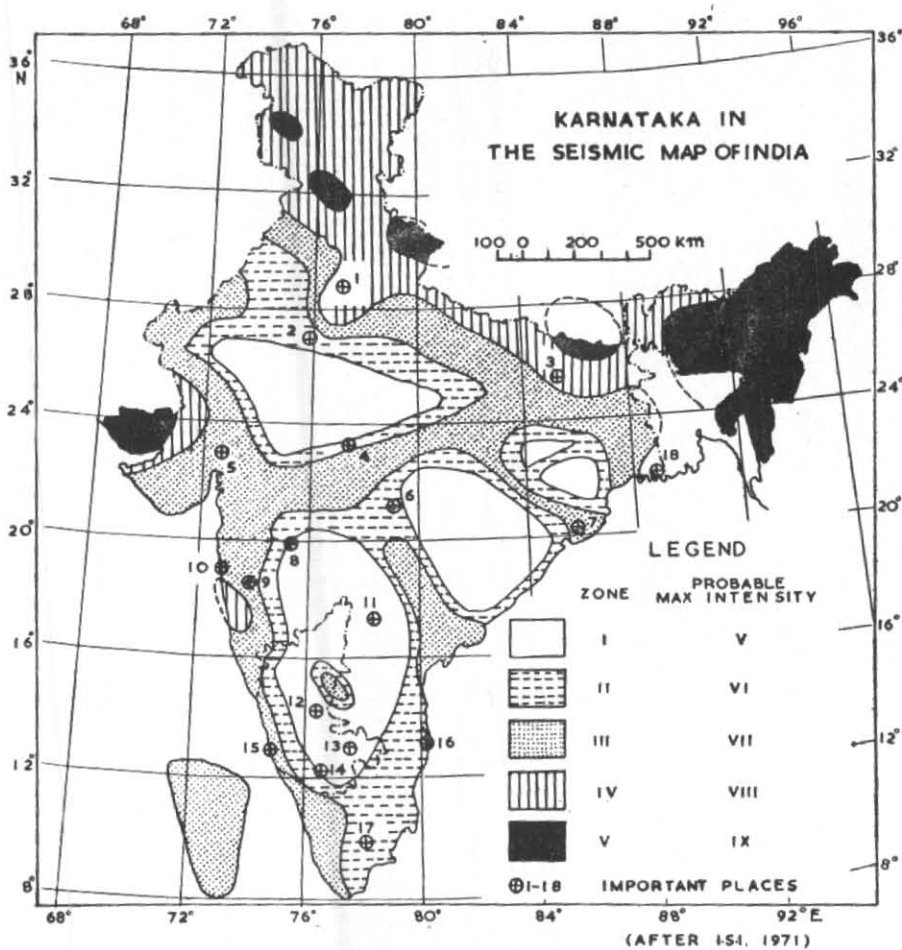 68° 72° 76° 80° 84° 88° 92° 96°
36° N
32°
28°
24°
20°
16°
12°
8°
36°
32°
28°
24°
20°
16°
12°
8°
KARNATAKA IN
THE SEISMIC MAP OF INDIA
100 0 200 500 Km
1
2
3
4
5
18
6
7
8
10 9
11
12
13
14
15
16
17
LEGEND
ZONE PROBABLE MAX INTENSITY
I V
II VI
III VII
IV VIII
V IX
⊕ 1-18 IMPORTANT PLACES
68° 72° 76° 80° 84° 88° 92° E
(AFTER I.S.I. 1971)